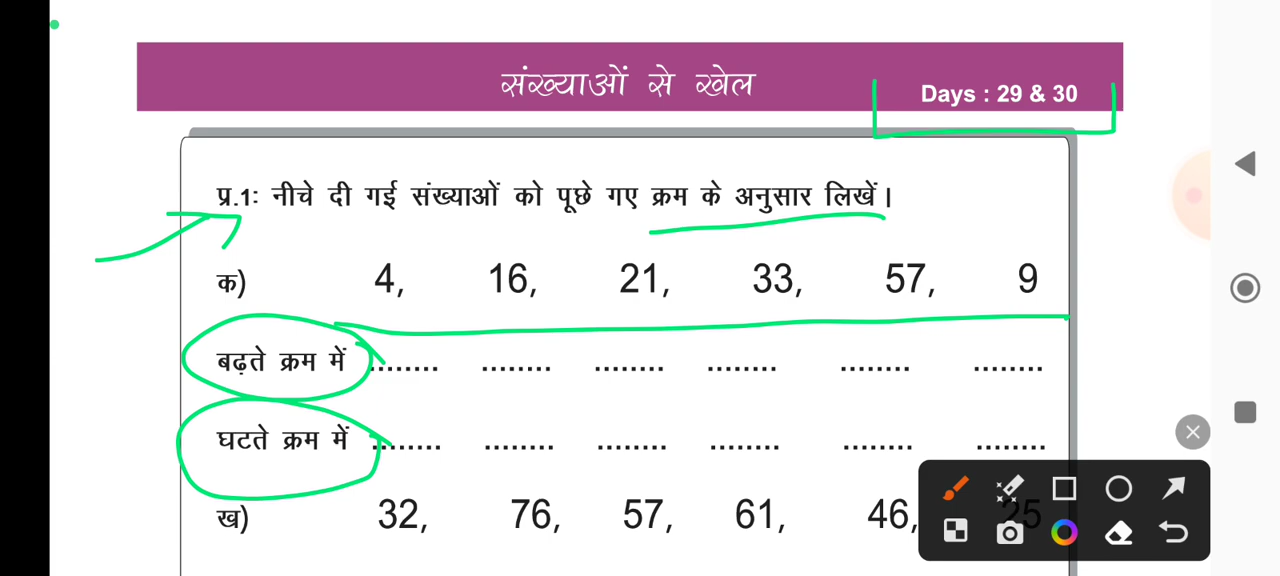 संख्याओं से खेल
Days : 29 & 30
प्र.1: नीचे दी गई संख्याओं को पूछे गए क्रम के अनुसार लिखें।
क) 4, 16, 21, 33, 57, 9
बढ़ते क्रम में ........ ........ ........ ........ ........ ........
घटते क्रम में ........ ........ ........ ........ ........ ........
ख) 32, 76, 57, 61, 46, 25